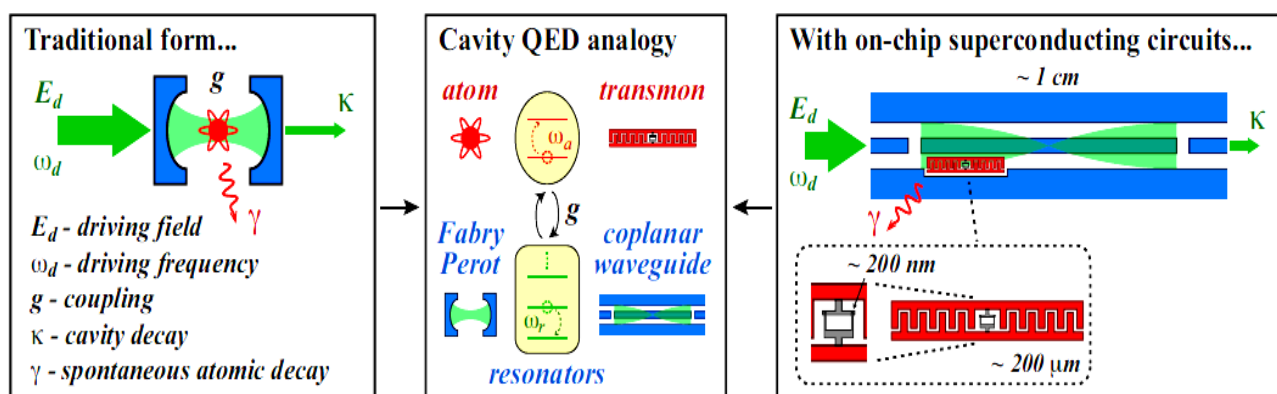 Traditional form...
g
E_d
κ
ω_d
γ
E_d - driving field
ω_d - driving frequency
g - coupling
κ - cavity decay
γ - spontaneous atomic decay
Cavity QED analogy
atom
transmon
ω_a
g
Fabry
Perot
coplanar
waveguide
ω_r
resonators
With on-chip superconducting circuits...
~ 1 cm
E_d
κ
ω_d
γ
~ 200 nm
~ 200 μm